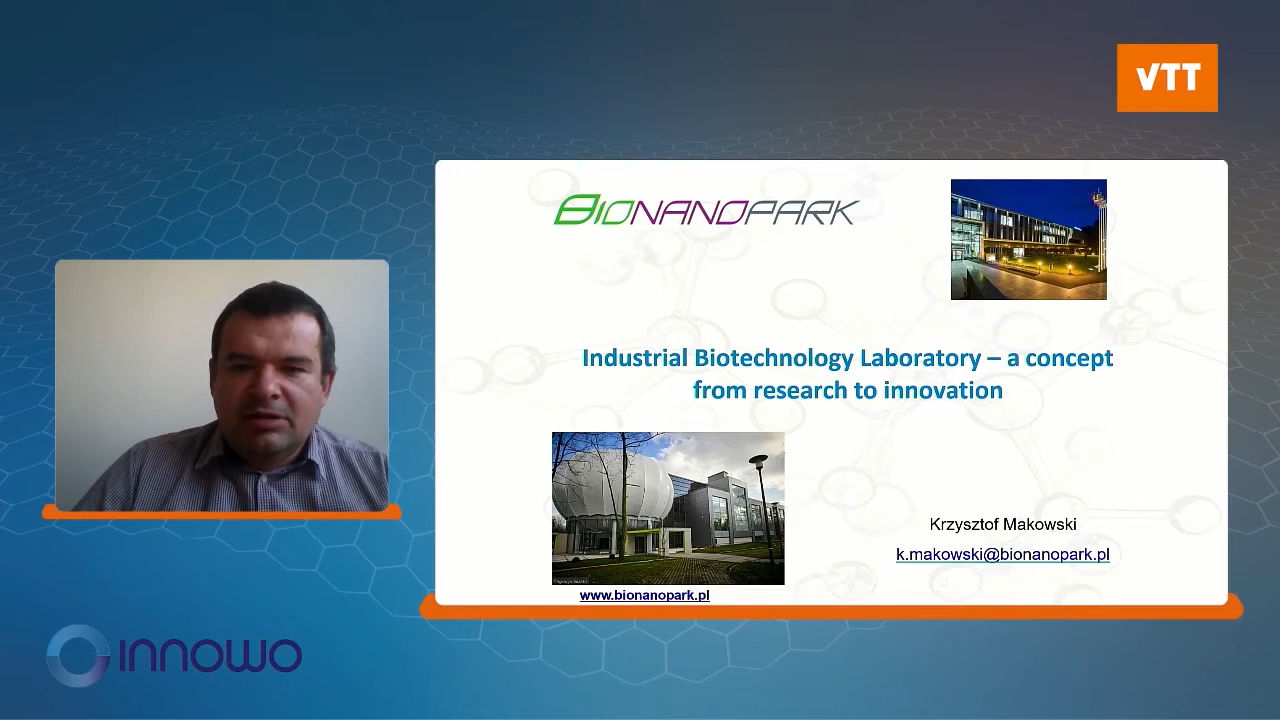 VTT
BIONANOPARK
Industrial Biotechnology Laboratory – a concept
from research to innovation
Krzysztof Makowski
k.makowski@bionanopark.pl
www.bionanopark.pl
INNOWO